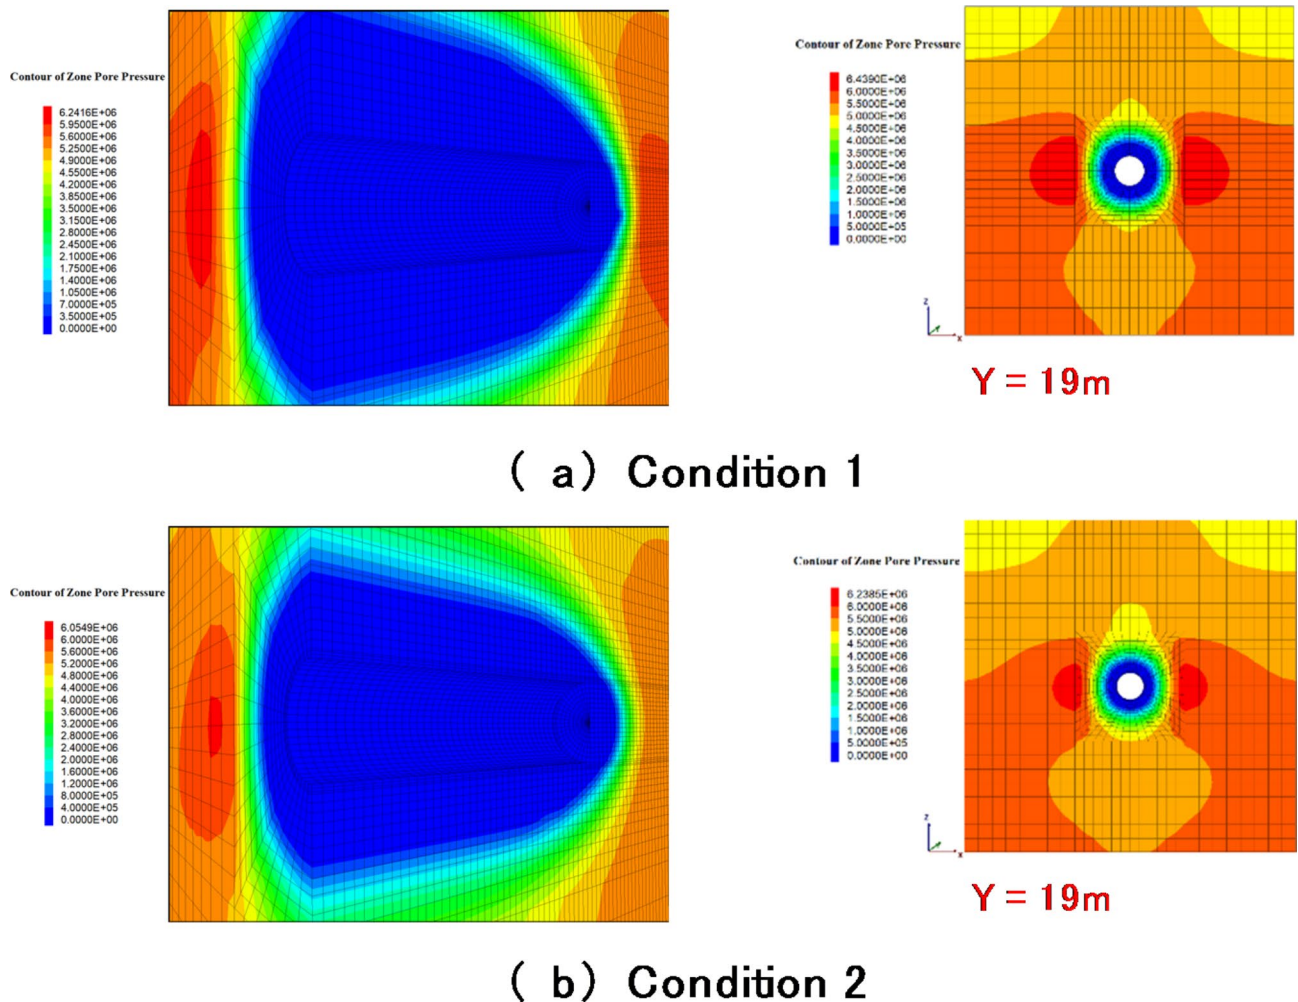 Contour of Zone Pore Pressure
6.2416E+06
5.9500E+06
5.6000E+06
5.2500E+06
4.9000E+06
4.5500E+06
4.2000E+06
3.8500E+06
3.5000E+06
3.1500E+06
2.8000E+06
2.4500E+06
2.1000E+06
1.7500E+06
1.4000E+06
1.0500E+06
7.0000E+05
3.5000E+05
0.0000E+00
Contour of Zone Pore Pressure
6.4390E+06
6.0000E+06
5.5000E+06
5.0000E+06
4.5000E+06
4.0000E+06
3.5000E+06
3.0000E+06
2.5000E+06
2.0000E+06
1.5000E+06
1.0000E+06
5.0000E+05
0.0000E+00
Z
Y
X
Y = 19m
( a) Condition 1
Contour of Zone Pore Pressure
6.0549E+06
6.0000E+06
5.6000E+06
5.2000E+06
4.8000E+06
4.4000E+06
4.0000E+06
3.6000E+06
3.2000E+06
2.8000E+06
2.4000E+06
2.0000E+06
1.6000E+06
1.2000E+06
8.0000E+05
4.0000E+05
0.0000E+00
Contour of Zone Pore Pressure
6.2385E+06
6.0000E+06
5.5000E+06
5.0000E+06
4.5000E+06
4.0000E+06
3.5000E+06
3.0000E+06
2.5000E+06
2.0000E+06
1.5000E+06
1.0000E+06
5.0000E+05
0.0000E+00
Z
Y
X
Y = 19m
( b) Condition 2